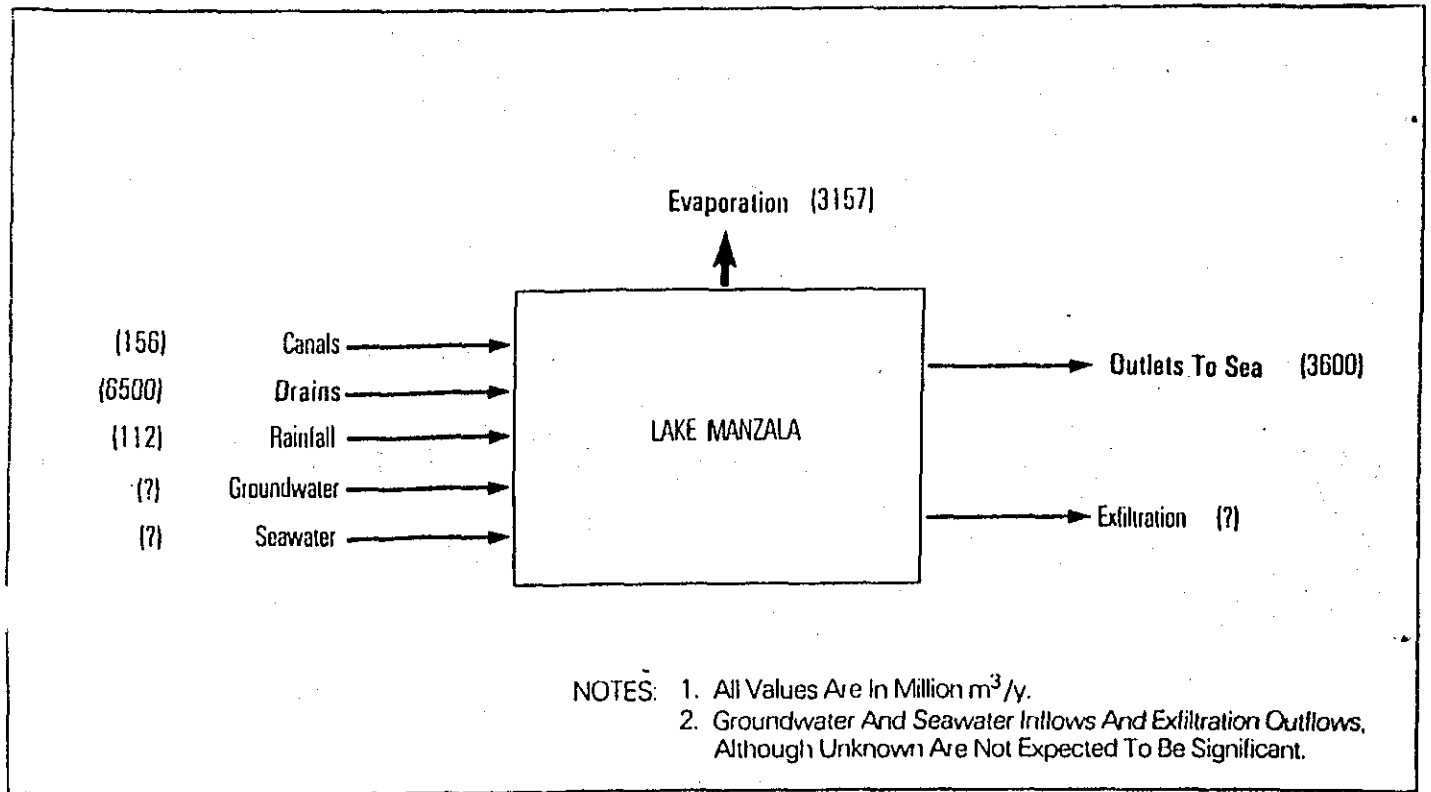 Evaporation (3157)
(156) Canals
(6500) Drains
(112) Rainfall
(?) Groundwater
(?) Seawater
LAKE MANZALA
Outlets To Sea (3600)
Exfiltration (?)
NOTES: 1. All Values Are In Million m³/y.
2. Groundwater And Seawater Inflows And Exfiltration Outflows,
Although Unknown Are Not Expected To Be Significant.